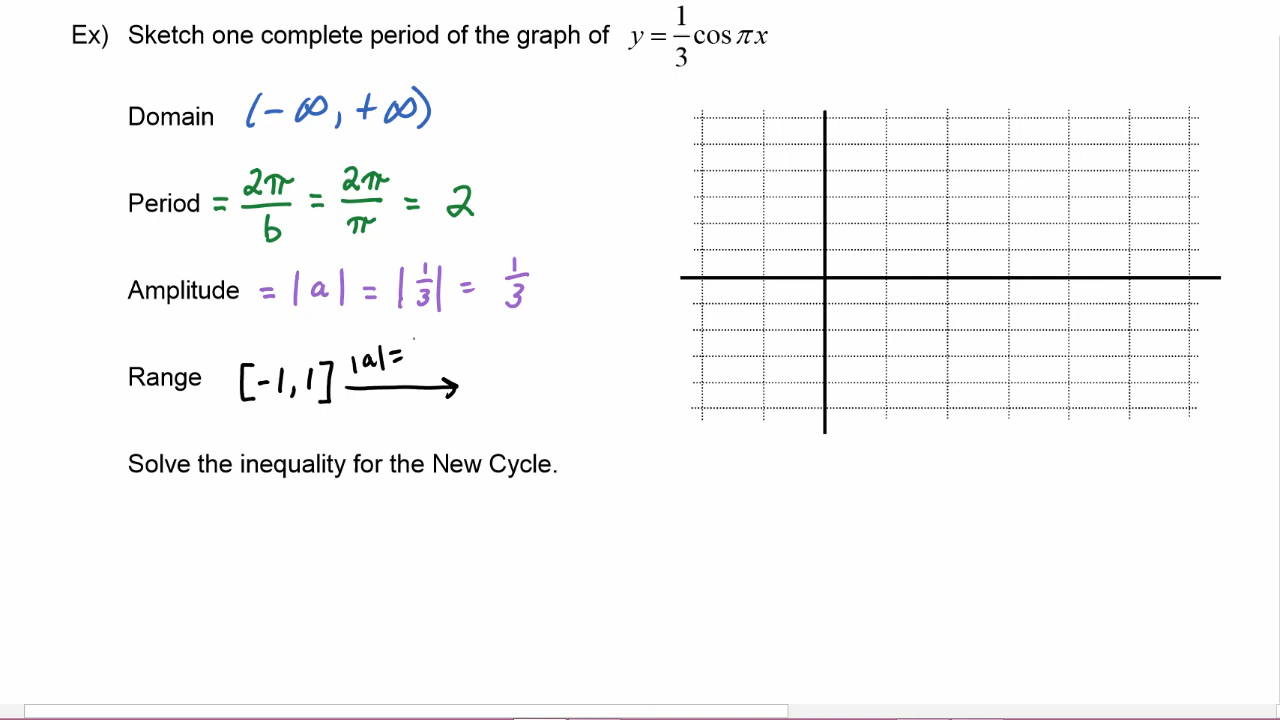 Ex) Sketch one complete period of the graph of y = 1/3 cos πx
Domain (-∞, +∞)
Period = 2π/b = 2π/π = 2
Amplitude = |a| = |1/3| = 1/3
Range [-1, 1] |a|= →
Solve the inequality for the New Cycle.